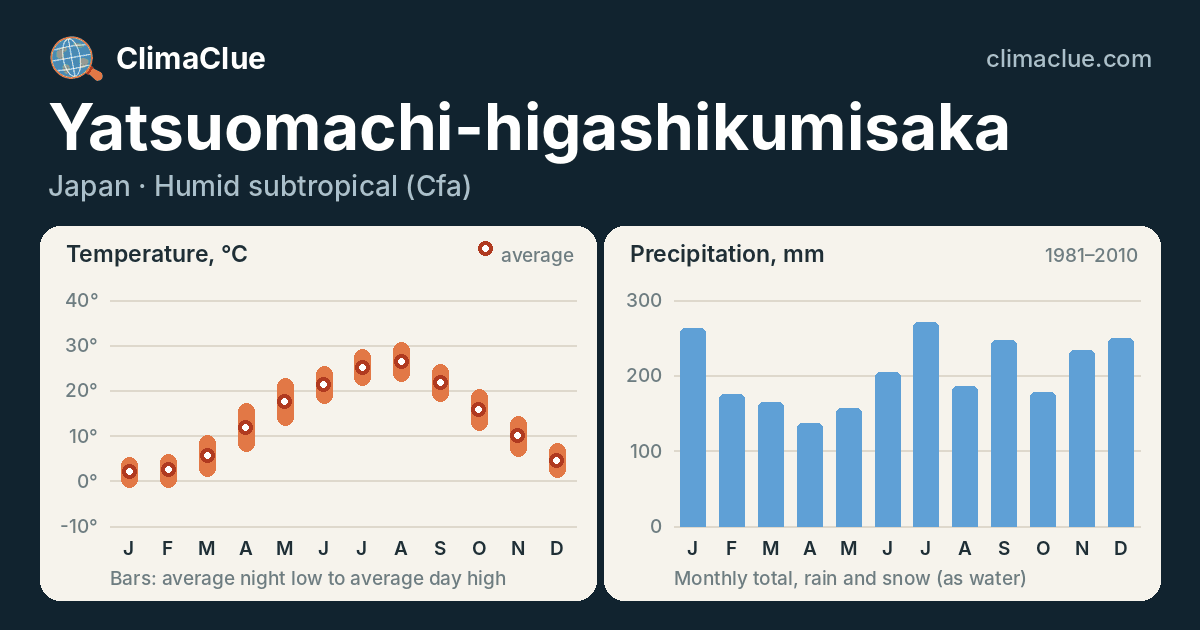 ClimaClue
climaclue.com
Yatsuomachi-higashikumisaka
Japan · Humid subtropical (Cfa)
Temperature, °C
average
40°
30°
20°
10°
0°
-10°
J F M A M J J A S O N D
Bars: average night low to average day high
Precipitation, mm
1981–2010
300
200
100
0
J F M A M J J A S O N D
Monthly total, rain and snow (as water)